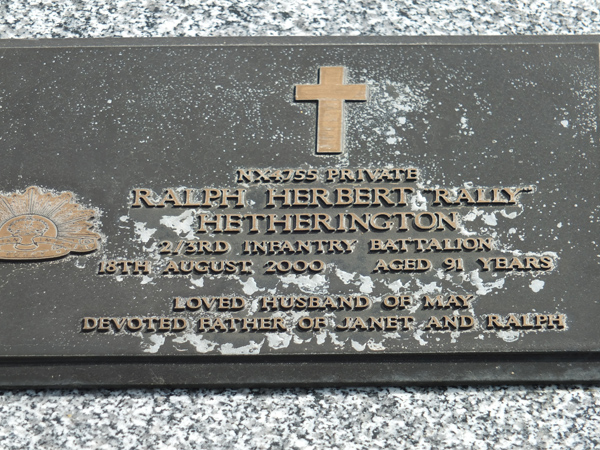 NX4755 PRIVATE
RALPH HERBERT "RALLY"
HETHERINGTON
2/3RD INFANTRY BATTALION
18TH AUGUST 2000 AGED 91 YEARS
LOVED HUSBAND OF MAY
DEVOTED FATHER OF JANET AND RALPH